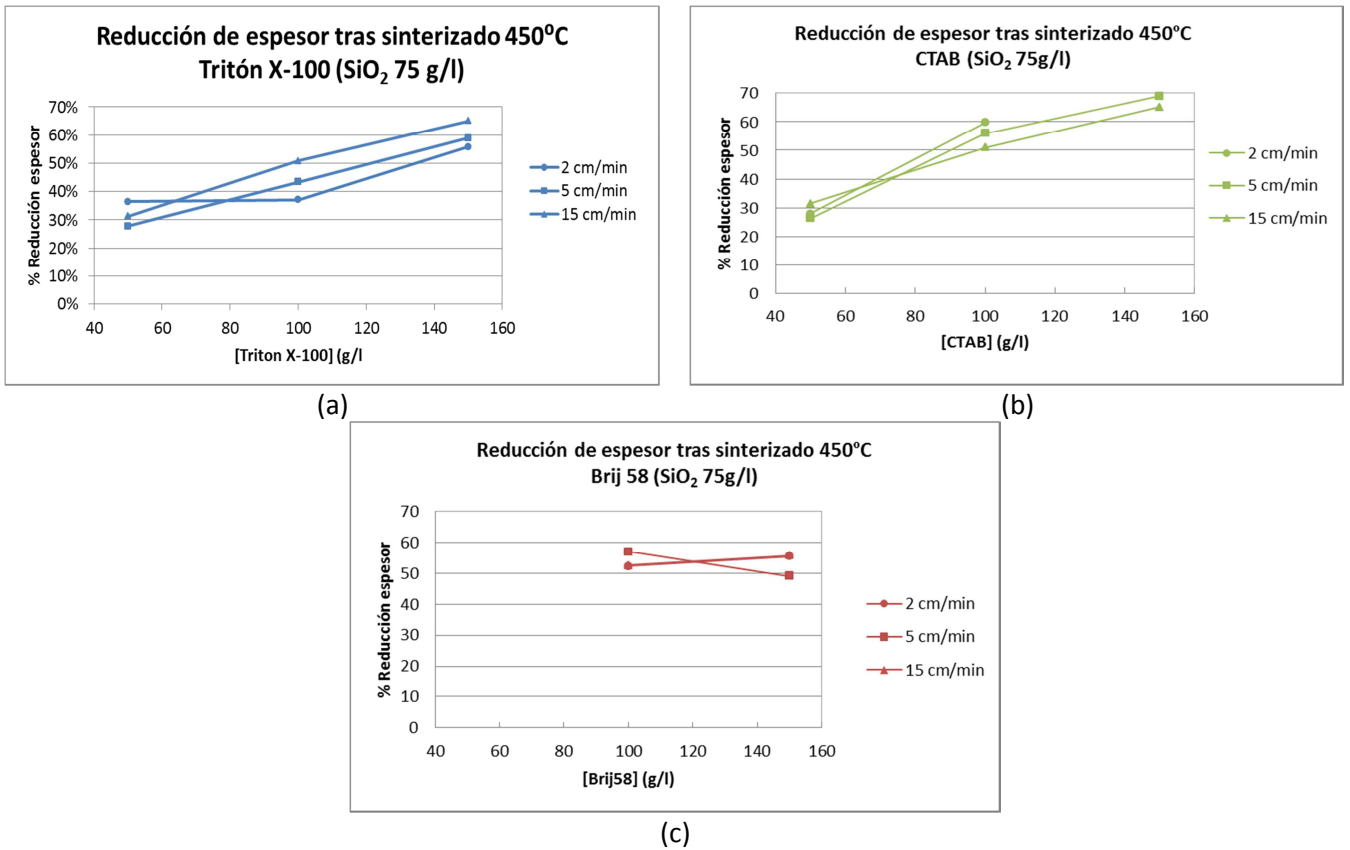 Reducción de espesor tras sinterizado 450⁰C
Tritón X-100 (SiO₂ 75 g/l)
70%
60%
50%
40%
30%
20%
10%
0%
% Reducción espesor
40 60 80 100 120 140 160
[Triton X-100] (g/l
2 cm/min
5 cm/min
15 cm/min
(a)
Reducción de espesor tras sinterizado 450ºC
CTAB (SiO₂ 75g/l)
70
60
50
40
30
20
10
0
% Reducción espesor
40 60 80 100 120 140 160
[CTAB] (g/l)
2 cm/min
5 cm/min
15 cm/min
(b)
Reducción de espesor tras sinterizado 450ºC
Brij 58 (SiO₂ 75g/l)
70
60
50
40
30
20
10
0
% Reducción espesor
40 60 80 100 120 140 160
[Brij58] (g/l)
2 cm/min
5 cm/min
15 cm/min
(c)